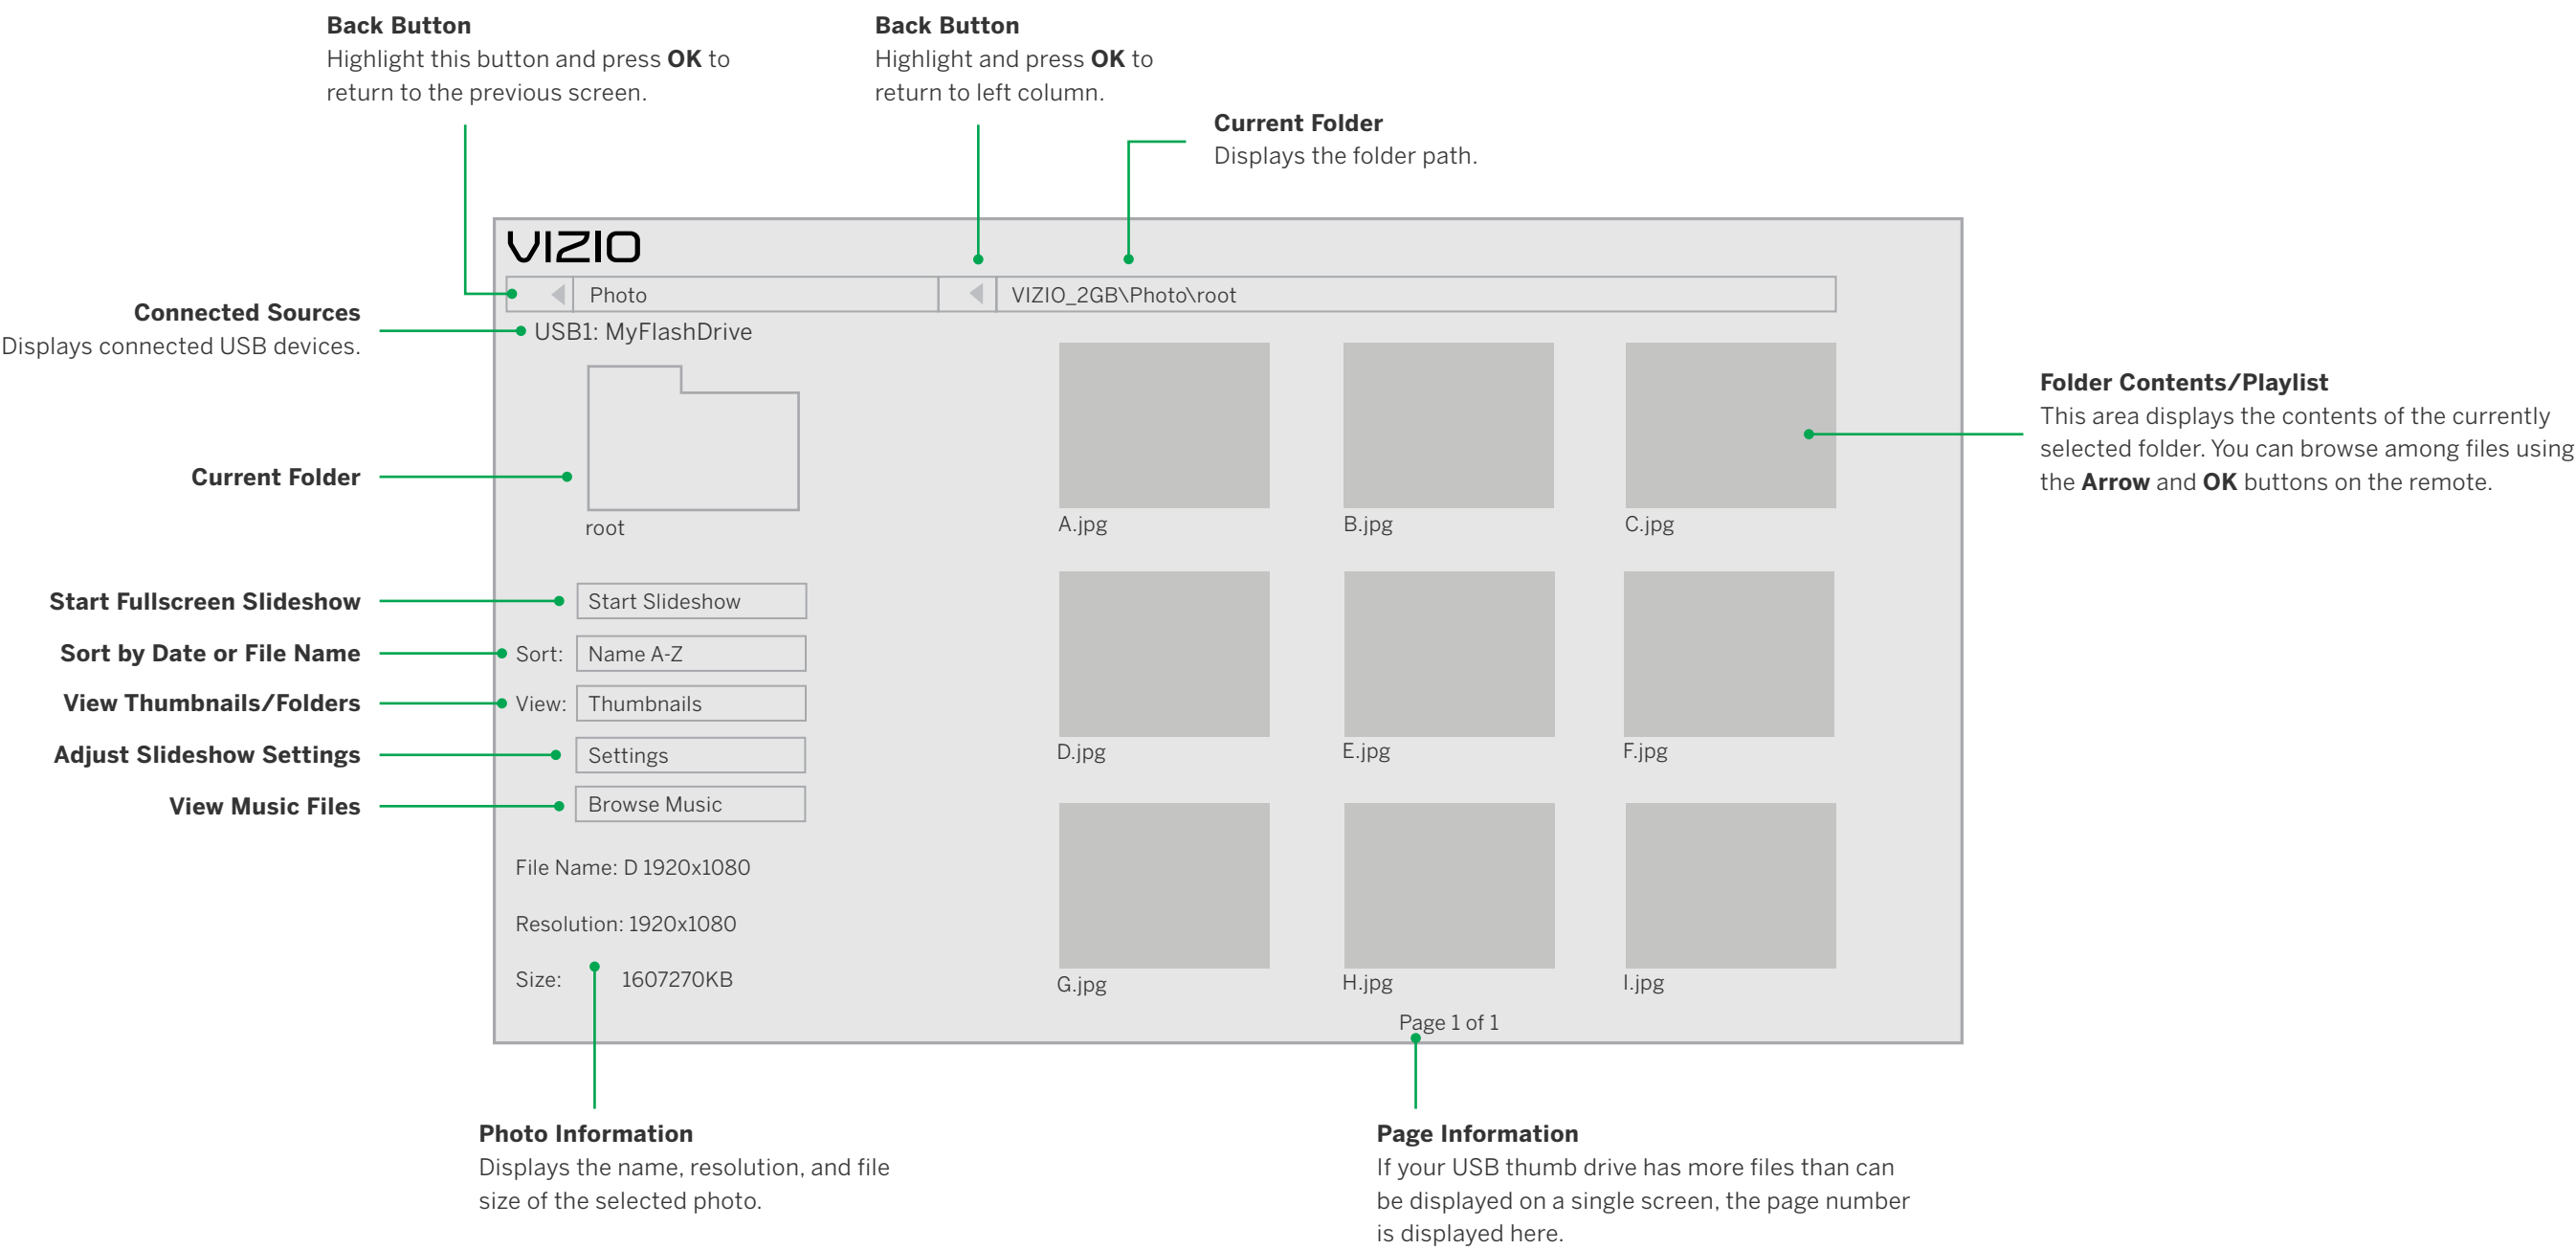 Back Button
Highlight this button and press OK to
return to the previous screen.
Back Button
Highlight and press OK to
return to left column.
Current Folder
Displays the folder path.
VIZIO
Photo
VIZIO_2GB\Photo\root
Connected Sources
Displays connected USB devices.
USB1: MyFlashDrive
Current Folder
root
Start Fullscreen Slideshow
Start Slideshow
Sort by Date or File Name
Sort: Name A-Z
View Thumbnails/Folders
View: Thumbnails
Adjust Slideshow Settings
Settings
View Music Files
Browse Music
File Name: D 1920x1080
Resolution: 1920x1080
Size: 1607270KB
A.jpg
B.jpg
C.jpg
D.jpg
E.jpg
F.jpg
G.jpg
H.jpg
I.jpg
Page 1 of 1
Folder Contents/Playlist
This area displays the contents of the currently
selected folder. You can browse among files using
the Arrow and OK buttons on the remote.
Photo Information
Displays the name, resolution, and file
size of the selected photo.
Page Information
If your USB thumb drive has more files than can
be displayed on a single screen, the page number
is displayed here.